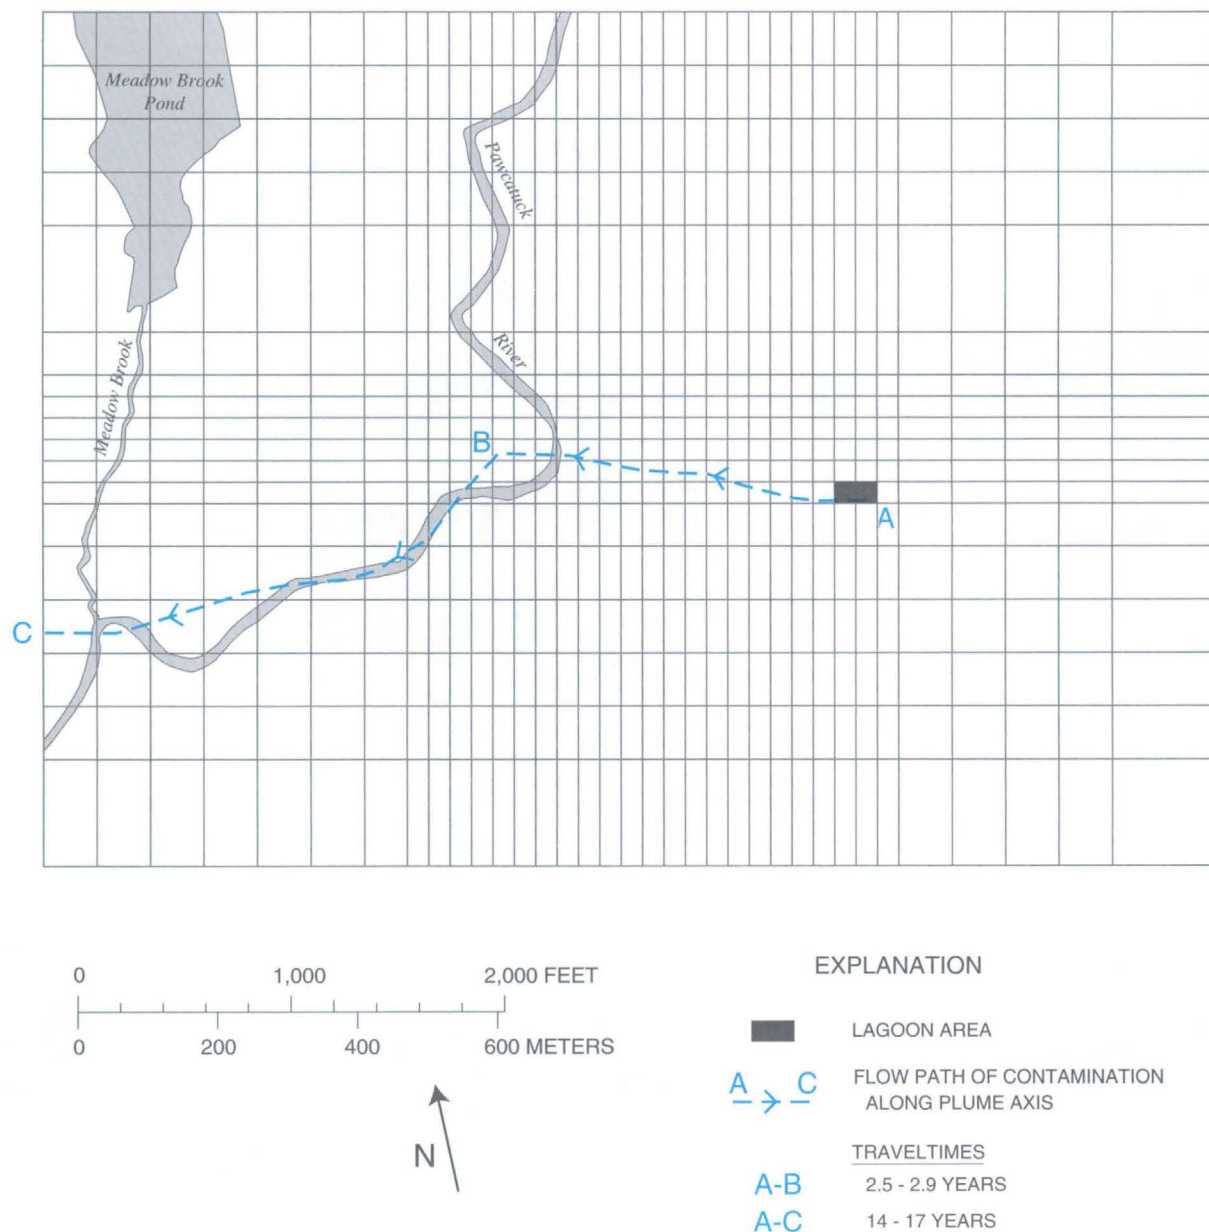 Meadow Brook
Pond
Pawcatuck
River
Meadow Brook
B
A
C
0 1,000 2,000 FEET
0 200 400 600 METERS
N
EXPLANATION
LAGOON AREA
A C FLOW PATH OF CONTAMINATION
ALONG PLUME AXIS
TRAVELTIMES
A-B 2.5 - 2.9 YEARS
A-C 14 - 17 YEARS